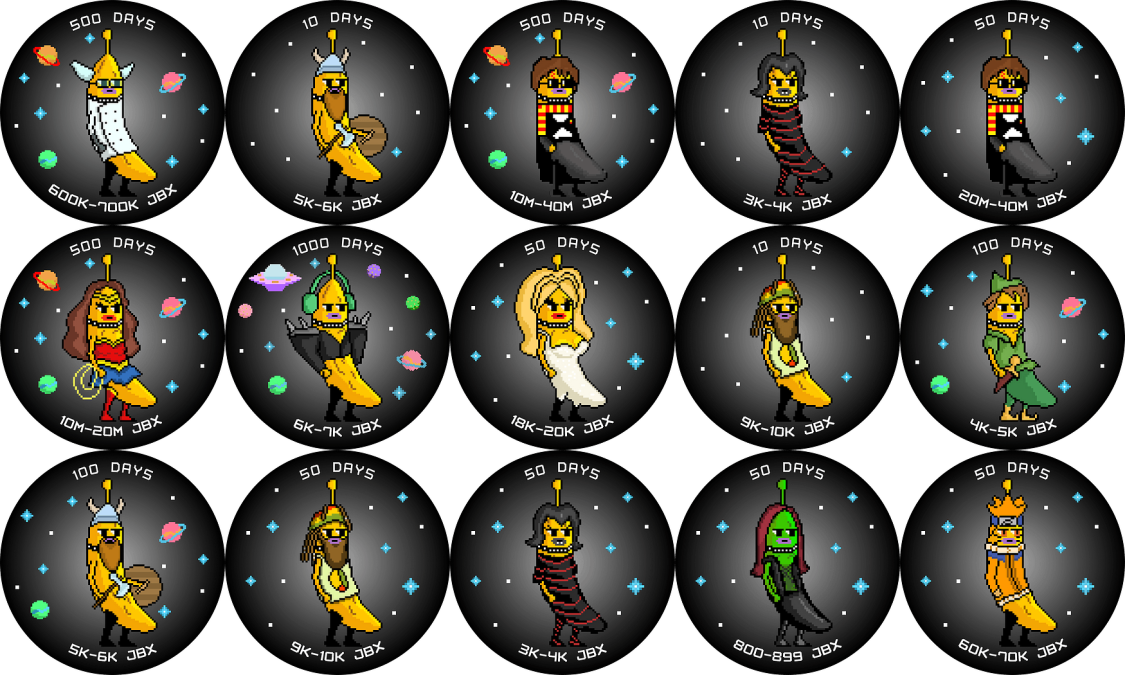 500 DAYS
600K-700K JBX
10 DAYS
5K-6K JBX
500 DAYS
10M-40M JBX
10 DAYS
3K-4K JBX
50 DAYS
20M-40M JBX
500 DAYS
10M-20M JBX
1000 DAYS
6K-7K JBX
50 DAYS
18K-20K JBX
10 DAYS
9K-10K JBX
100 DAYS
4K-5K JBX
100 DAYS
5K-6K JBX
50 DAYS
9K-10K JBX
50 DAYS
3K-4K JBX
50 DAYS
800-899 JBX
50 DAYS
60K-70K JBX